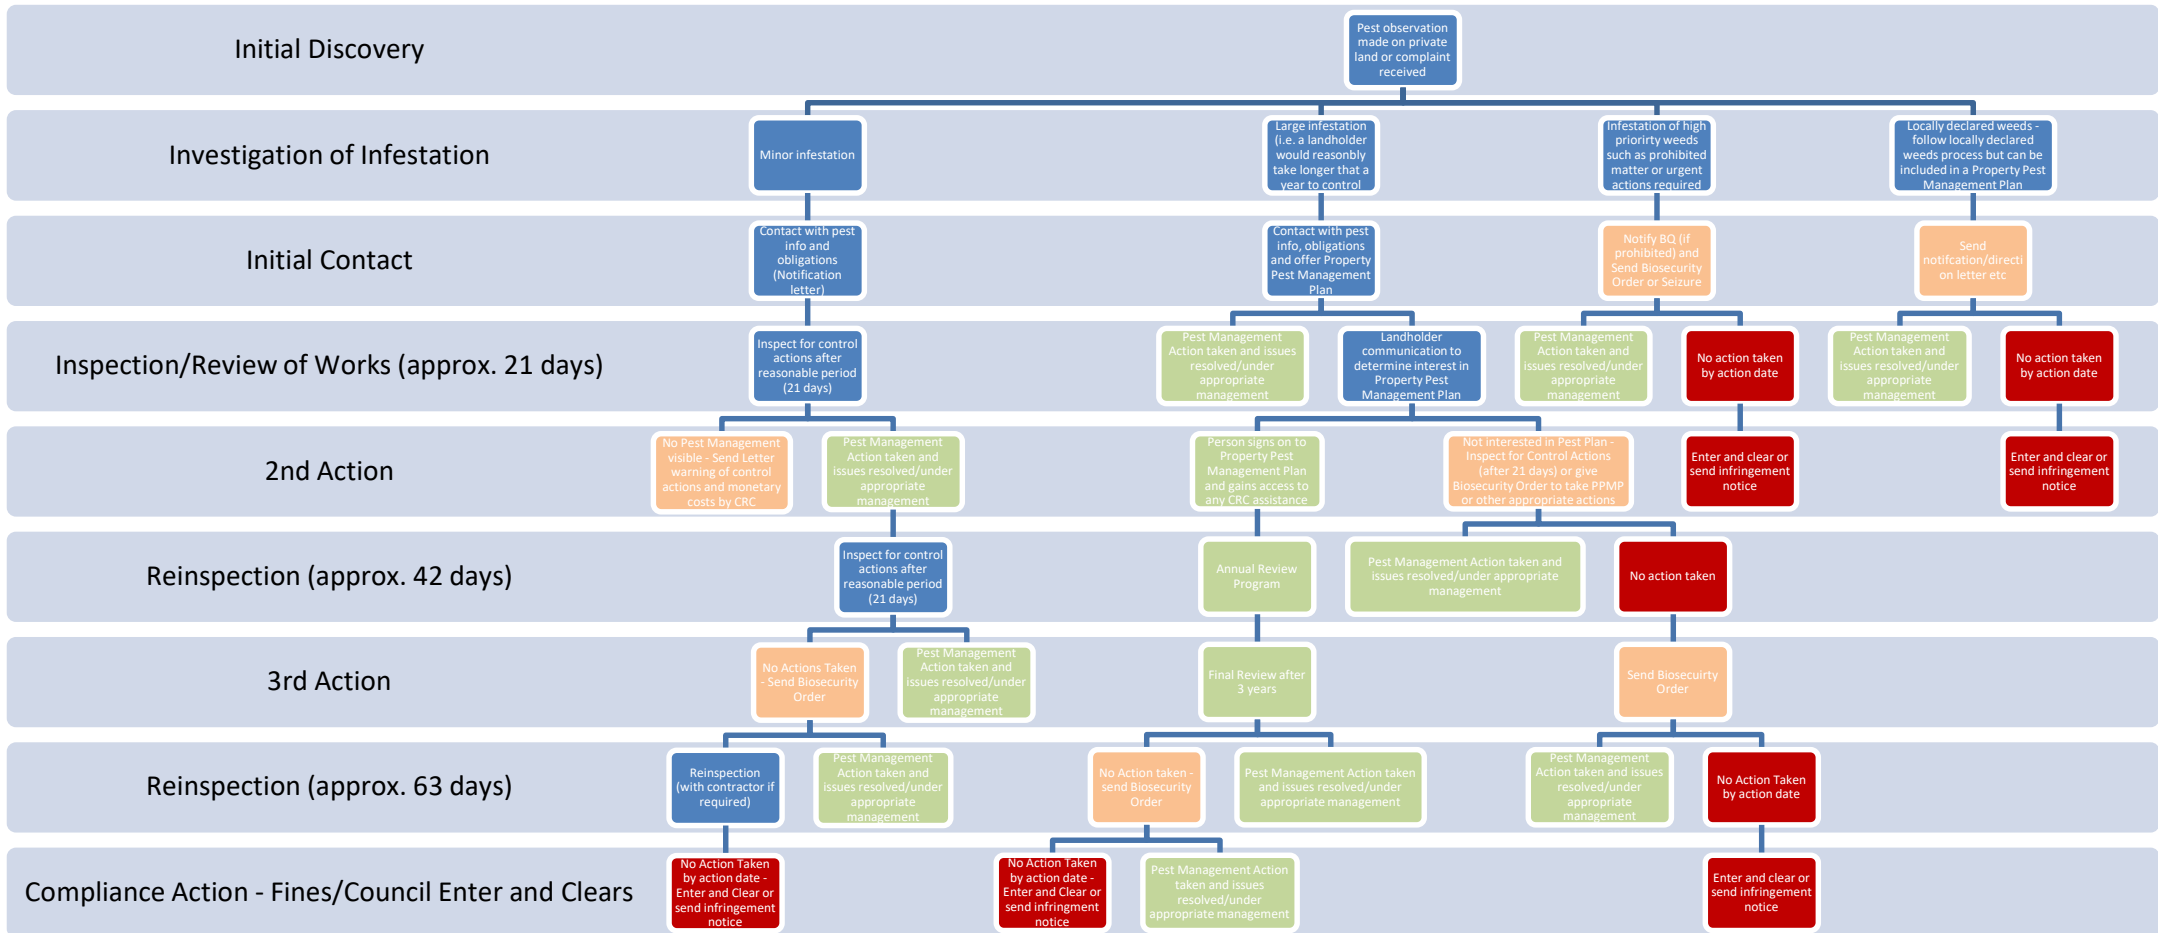 Initial Discovery
Pest observation
made on private
land or complaint
received
Investigation of Infestation
Minor infestation
Large infestation
(i.e. a landholder
would reasonbly
take longer that a
year to control
Infestation of high
priorirty weeds
such as prohibited
matter or urgent
actions required
Locally declared weeds -
follow locally declared
weeds process but can be
included in a Property Pest
Management Plan
Initial Contact
Contact with pest
info and
obligations
(Notification
letter)
Contact with pest
info, obligations
and offer Property
Pest Management
Plan
Notify BQ (if
prohibited) and
Send Biosecurity
Order or Seizure
Send
notifcation/directi
on letter etc
Inspection/Review of Works (approx. 21 days)
Inspect for control
actions after
reasonable period
(21 days)
Pest Management
Action taken and issues
resolved/under
appropriate
management
Landholder
communication to
determine interest in
Property Pest
Management Plan
Pest Management
Action taken and
issues resolved/under
appropriate
management
No action taken
by action date
Pest Management
Action taken and
issues resolved/under
appropriate
management
No action taken
by action date
2nd Action
No Pest Management
visible - Send Letter
warning of control
actions and monetary
costs by CRC
Pest Management
Action taken and
issues resolved/under
appropriate
management
Person signs on to
Property Pest
Management Plan
and gains access to
any CRC assistance
Not interested in Pest Plan -
Inspect for Control Actions
(after 21 days) or give
Biosecurity Order to take PPMP
or other appropriate actions
Enter and clear or
send infringement
notice
Enter and clear or
send infringement
notice
Reinspection (approx. 42 days)
Inspect for control
actions after
reasonable period
(21 days)
Annual Review
Program
Pest Management Action taken and
issues resolved/under appropriate
management
No action taken
3rd Action
No Actions Taken
- Send Biosecurity
Order
Pest Management
Action taken and
issues resolved/under
appropriate
management
Final Review after
3 years
Send Biosecuirty
Order
Reinspection (approx. 63 days)
Reinspection
(with contractor if
required)
Pest Management
Action taken and
issues resolved/under
appropriate
management
No Action taken -
send Biosecurity
Order
Pest Management Action taken
and issues resolved/under
appropriate management
Pest Management
Action taken and issues
resolved/under
appropriate
management
No Action Taken
by action date
Compliance Action - Fines/Council Enter and Clears
No Action Taken
by action date -
Enter and Clear or
send infringement
notice
No Action Taken
by action date -
Enter and Clear or
send infringment
notice
Pest Management Action
taken and issues
resolved/under
appropriate management
Enter and clear or
send infringement
notice